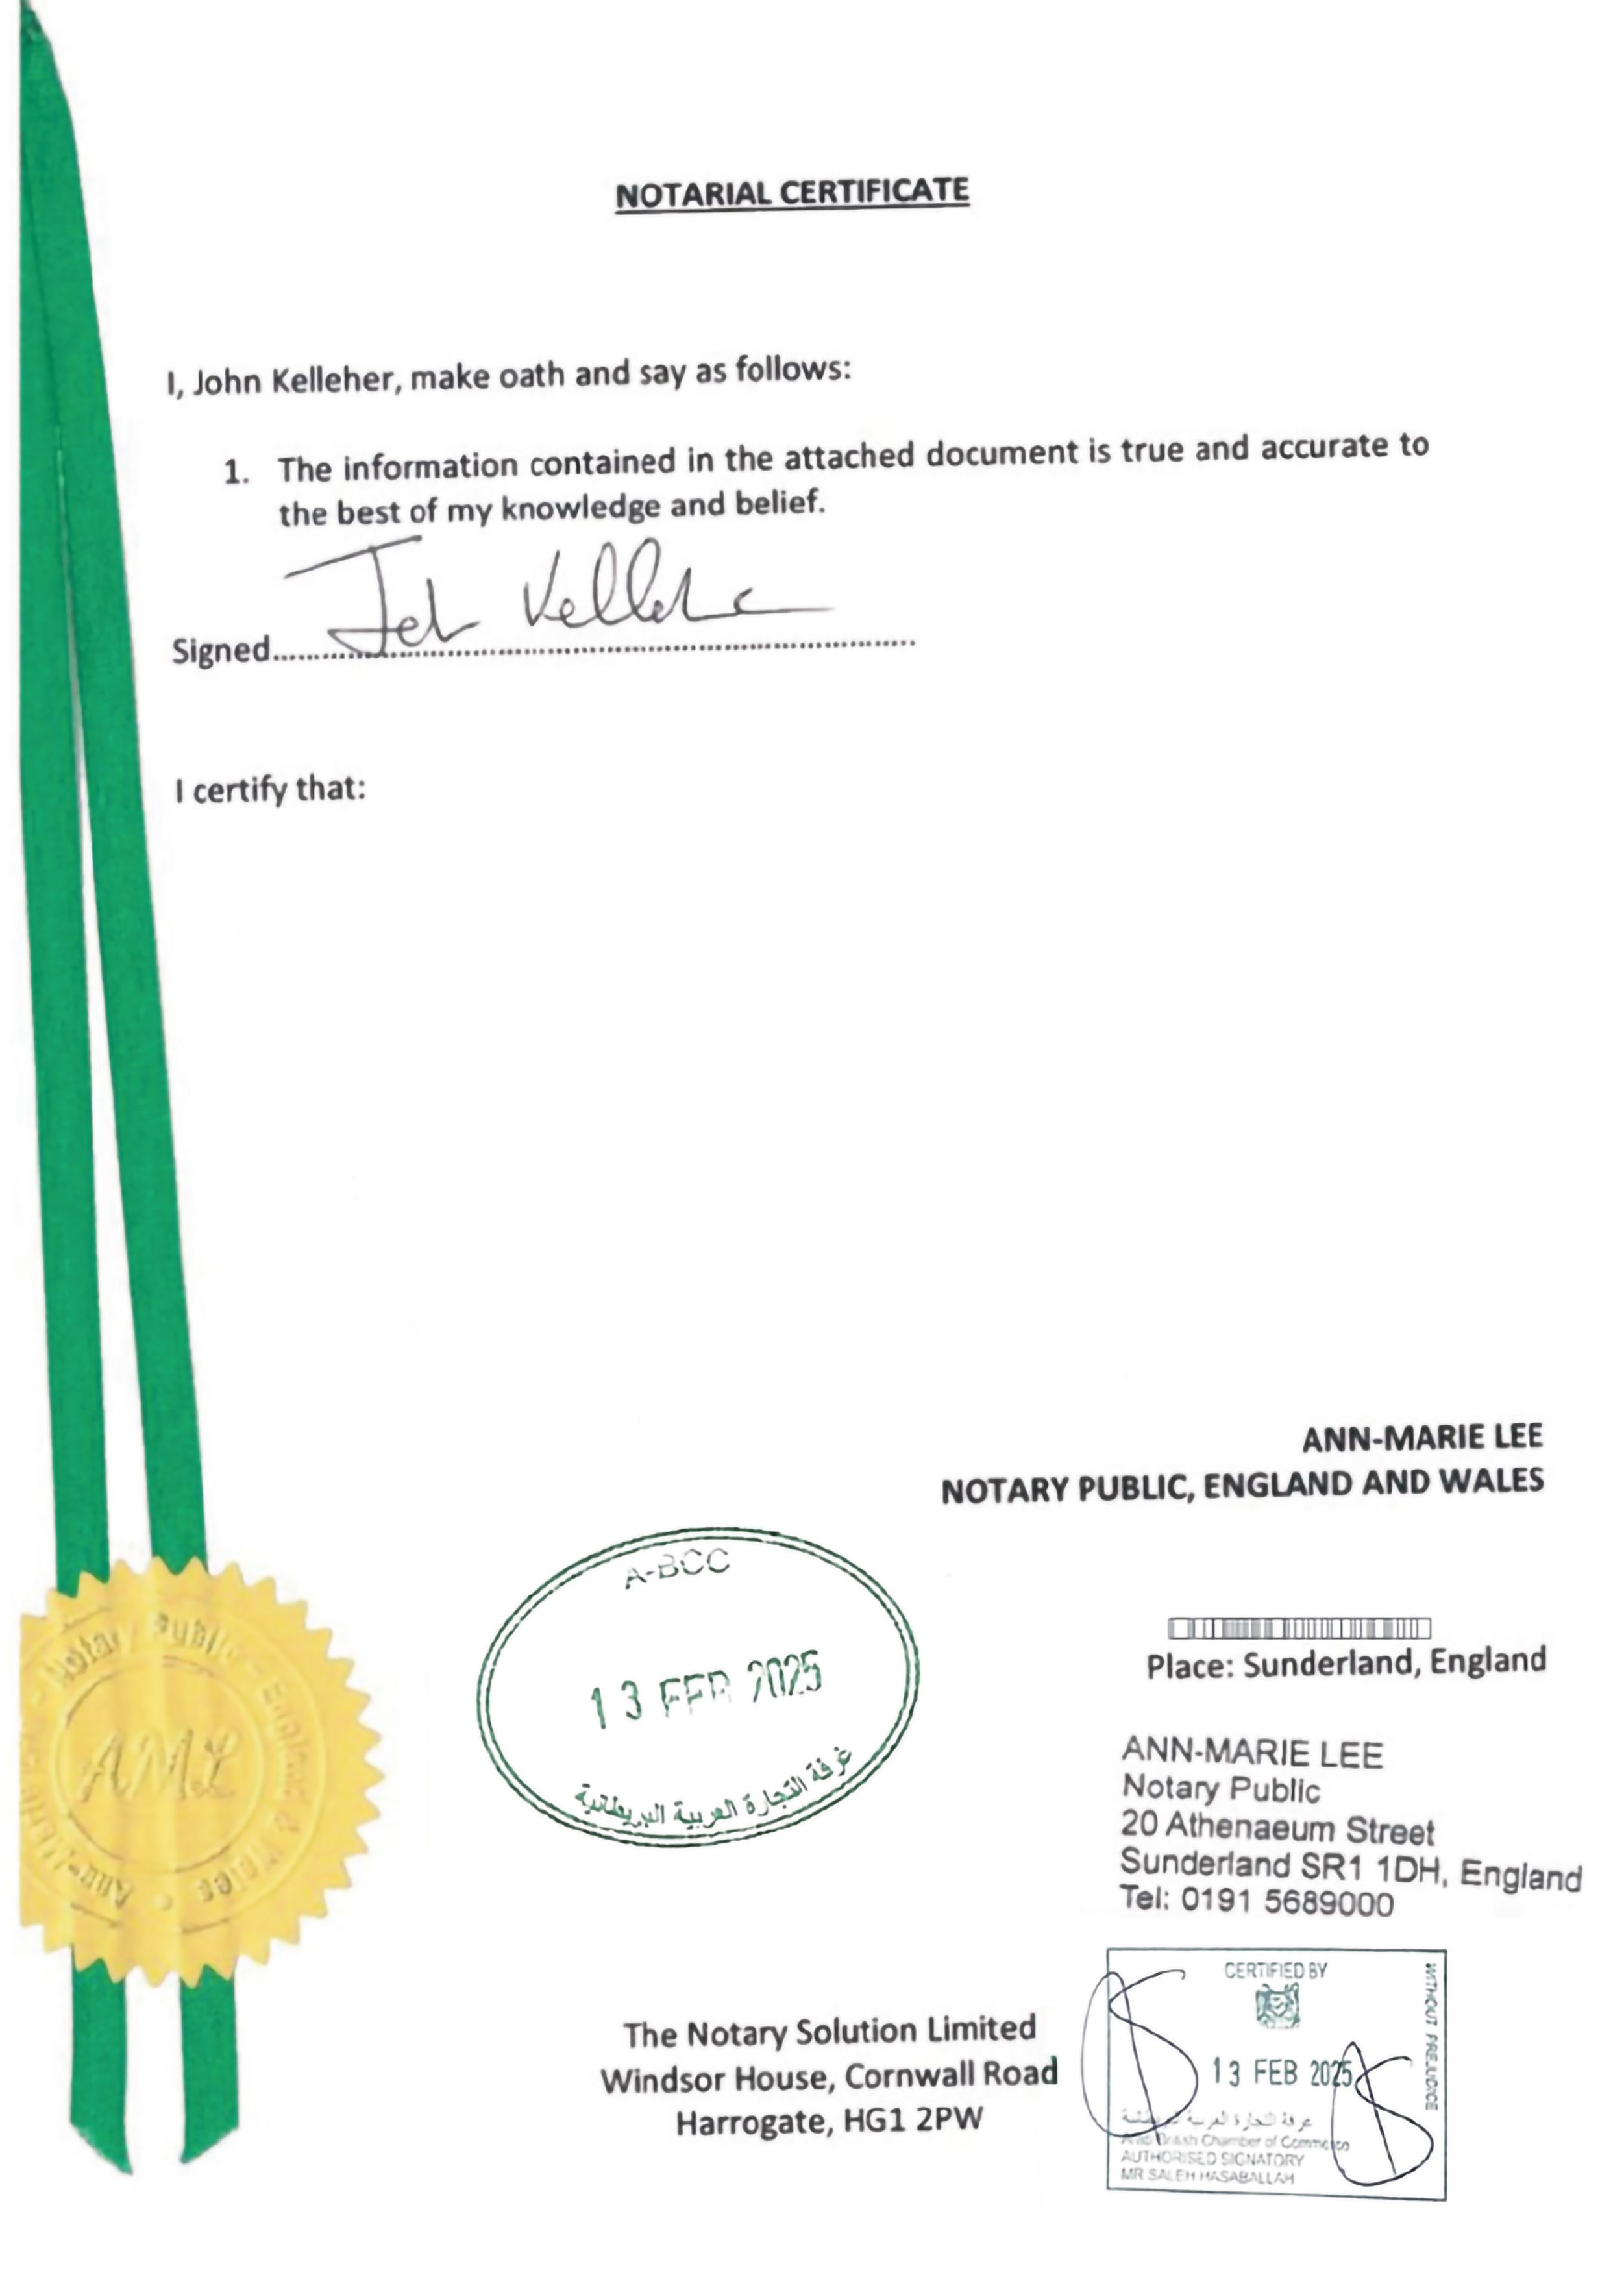 NOTARIAL CERTIFICATE
I, John Kelleher, make oath and say as follows:
1. The information contained in the attached document is true and accurate to
the best of my knowledge and belief.
Signed
I certify that:
ANN-MARIE LEE
NOTARY PUBLIC, ENGLAND AND WALES
A-BCC
13 FEB 2025
غرفة التجارة العربية البريطانية
Place: Sunderland, England
ANN-MARIE LEE
Notary Public
20 Athenaeum Street
Sunderland SR1 1DH, England
Tel: 0191 5689000
Notary Public - England & Wales
AML
The Notary Solution Limited
Windsor House, Cornwall Road
Harrogate, HG1 2PW
CERTIFIED BY
WITHOUT PREJUDICE
13 FEB 2025
غرفة التجارة العربية البريطانية
Arab British Chamber of Commerce
AUTHORISED SIGNATORY
MR SALEH HASABALLAH